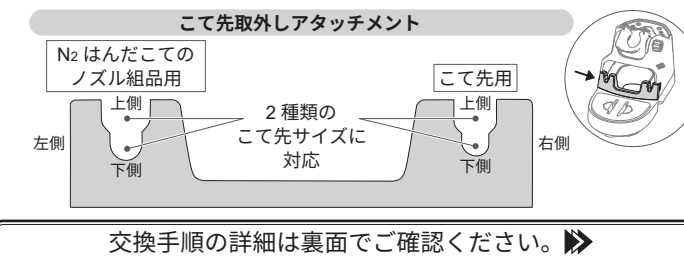 こて先取外しアタッチメント
N2 はんだこての
ノズル組品用
こて先用
上側
上側
2 種類の
こて先サイズに
対応
左側
右側
下側
下側
交換手順の詳細は裏面でご確認ください。